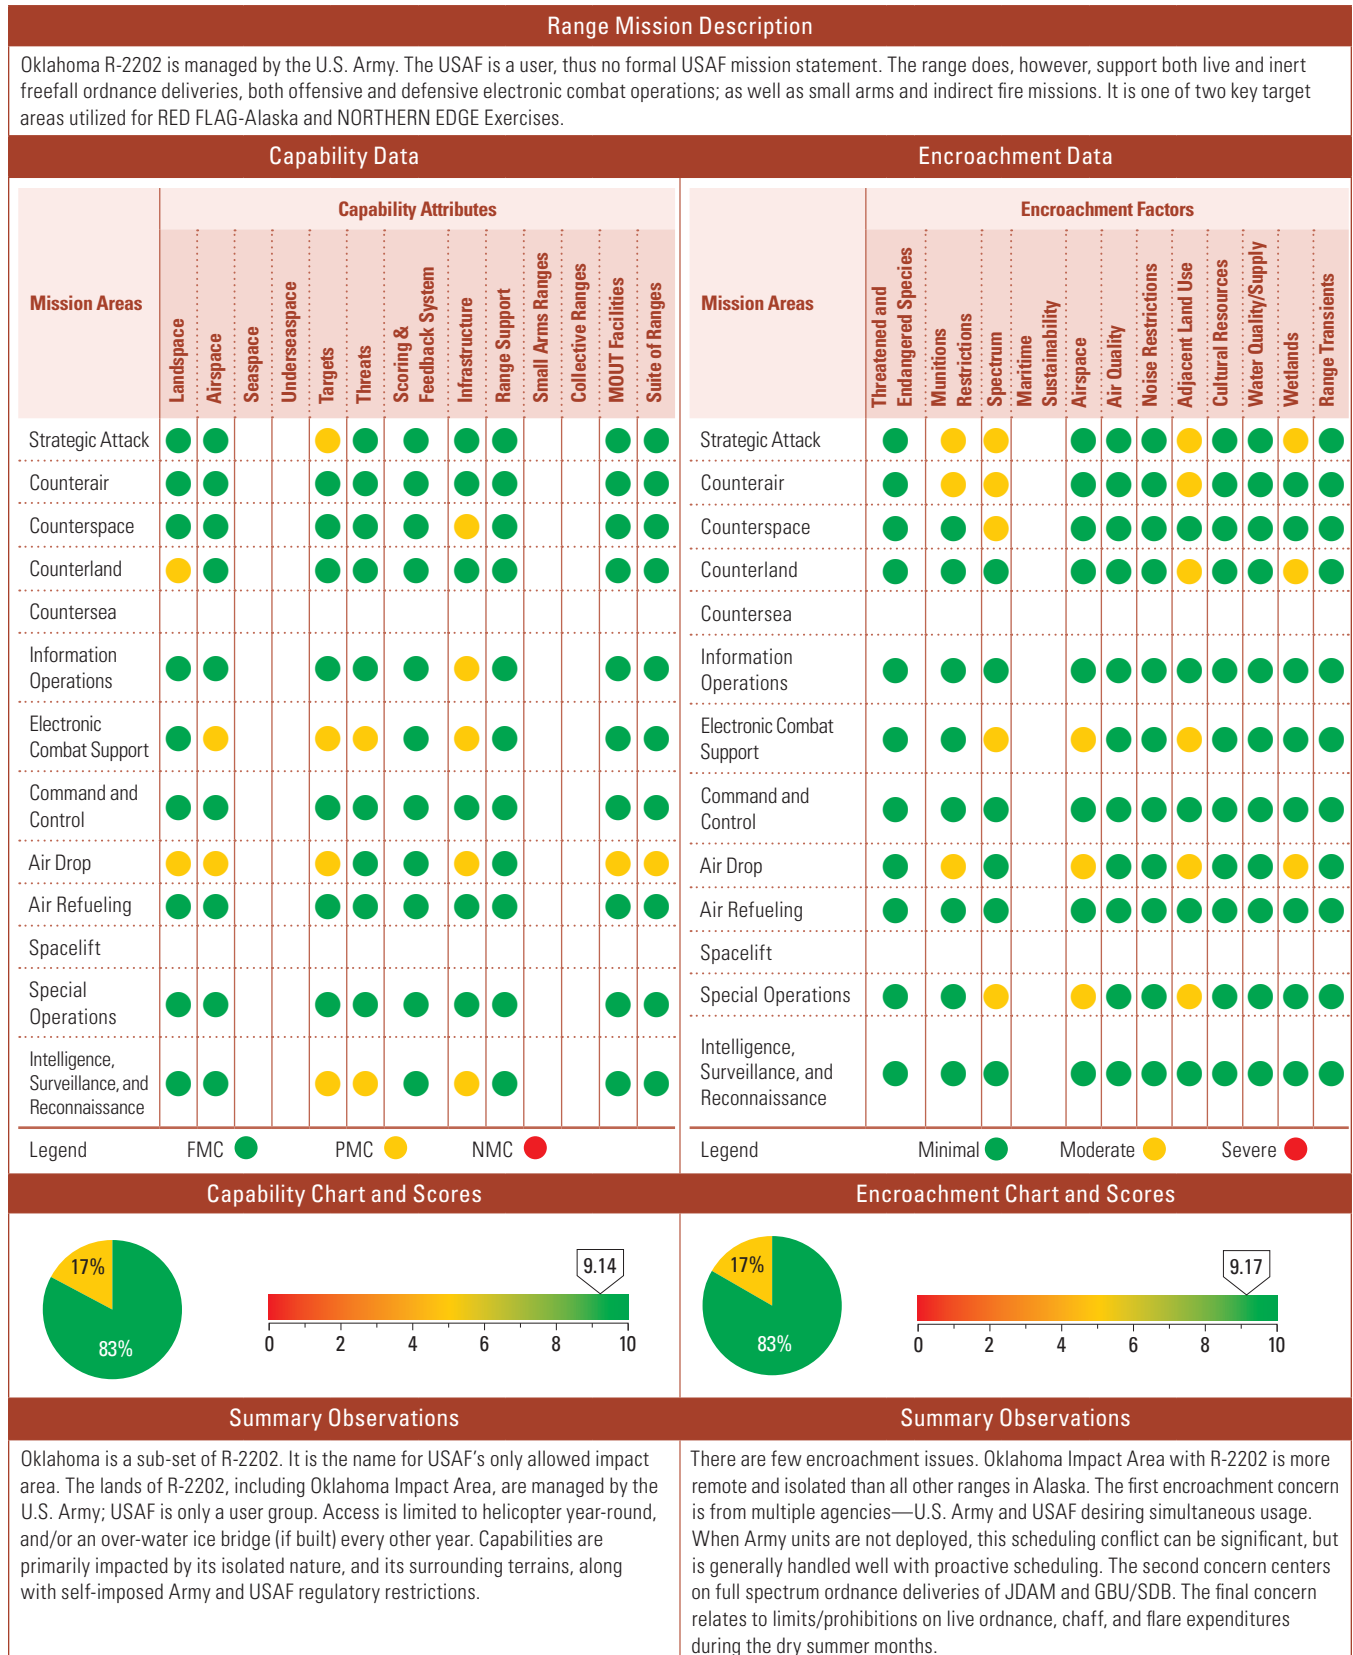 Range Mission Description
Oklahoma R-2202 is managed by the U.S. Army. The USAF is a user, thus no formal USAF mission statement. The range does, however, support both live and inert
freefall ordnance deliveries, both offensive and defensive electronic combat operations; as well as small arms and indirect fire missions. It is one of two key target
areas utilized for RED FLAG-Alaska and NORTHERN EDGE Exercises.
Capability Data
Mission Areas
Capability Attributes
Landspace
Airspace
Seaspace
Underseaspace
Targets
Threats
Scoring &
Feedback System
Infrastructure
Range Support
Small Arms Ranges
Collective Ranges
MOUT Facilities
Suite of Ranges
Strategic Attack
Counterair
Counterspace
Counterland
Countersea
Information
Operations
Electronic
Combat Support
Command and
Control
Air Drop
Air Refueling
Spacelift
Special
Operations
Intelligence,
Surveillance, and
Reconnaissance
Legend FMC PMC NMC
Encroachment Data
Mission Areas
Encroachment Factors
Threatened and
Endangered Species
Munitions
Restrictions
Spectrum
Maritime
Sustainability
Airspace
Air Quality
Noise Restrictions
Adjacent Land Use
Cultural Resources
Water Quality/Supply
Wetlands
Range Transients
Strategic Attack
Counterair
Counterspace
Counterland
Countersea
Information
Operations
Electronic Combat
Support
Command and
Control
Air Drop
Air Refueling
Spacelift
Special Operations
Intelligence,
Surveillance, and
Reconnaissance
Legend Minimal Moderate Severe
Capability Chart and Scores
17%
83%
9.14
0 2 4 6 8 10
Encroachment Chart and Scores
17%
83%
9.17
0 2 4 6 8 10
Summary Observations
Oklahoma is a sub-set of R-2202. It is the name for USAF's only allowed impact
area. The lands of R-2202, including Oklahoma Impact Area, are managed by the
U.S. Army; USAF is only a user group. Access is limited to helicopter year-round,
and/or an over-water ice bridge (if built) every other year. Capabilities are
primarily impacted by its isolated nature, and its surrounding terrains, along
with self-imposed Army and USAF regulatory restrictions.
Summary Observations
There are few encroachment issues. Oklahoma Impact Area with R-2202 is more
remote and isolated than all other ranges in Alaska. The first encroachment concern
is from multiple agencies—U.S. Army and USAF desiring simultaneous usage.
When Army units are not deployed, this scheduling conflict can be significant, but
is generally handled well with proactive scheduling. The second concern centers
on full spectrum ordnance deliveries of JDAM and GBU/SDB. The final concern
relates to limits/prohibitions on live ordnance, chaff, and flare expenditures
during the dry summer months.